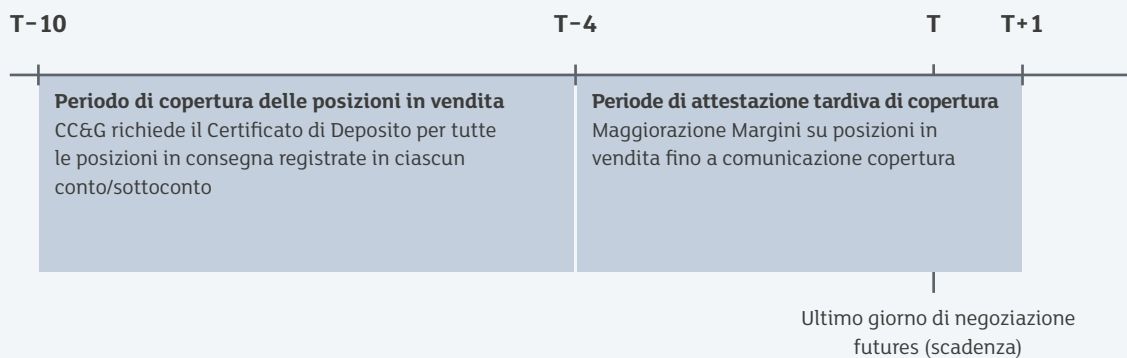 T-10 T-4 T T+1
Periodo di copertura delle posizioni in vendita
CC&G richiede il Certificato di Deposito per tutte
le posizioni in consegna registrate in ciascun
conto/sottoconto
Periode di attestazione tardiva di copertura
Maggiorazione Margini su posizioni in
vendita fino a comunicazione copertura
Ultimo giorno di negoziazione
futures (scadenza)